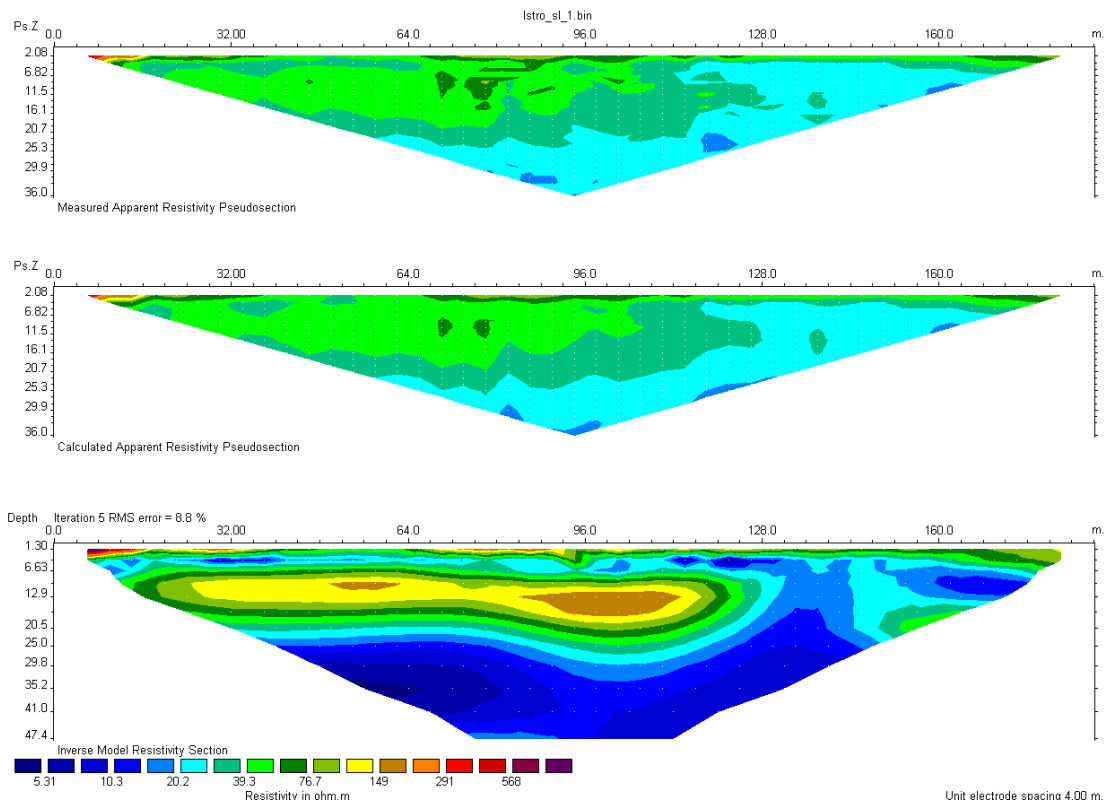 Istro_sl_1.bin
Ps.Z 0.0 32.00 64.0 96.0 128.0 160.0 m.
2.08
6.82
11.5
16.1
20.7
25.3
29.9
36.0
Measured Apparent Resistivity Pseudosection
Ps.Z 0.0 32.00 64.0 96.0 128.0 160.0 m.
2.08
6.82
11.5
16.1
20.7
25.3
29.9
36.0
Calculated Apparent Resistivity Pseudosection
Depth Iteration 5 RMS error = 8.8 %
0.0 32.00 64.0 96.0 128.0 160.0 m.
1.30
6.63
12.9
20.5
25.0
29.8
35.2
41.0
47.4
Inverse Model Resistivity Section
5.31 10.3 20.2 39.3 76.7 149 291 568
Resistivity in ohm.m Unit electrode spacing 4.00 m.